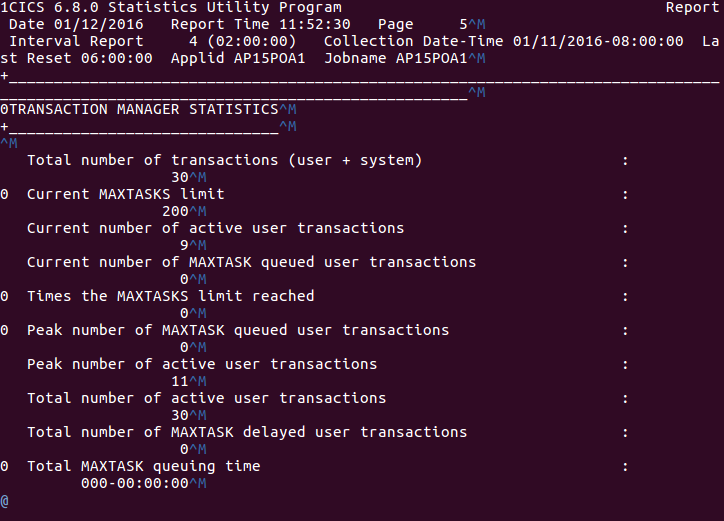 1CICS 6.8.0 Statistics Utility Program                                    Report
 Date 01/12/2016   Report Time 11:52:30   Page     5^M
 Interval Report     4 (02:00:00)   Collection Date-Time 01/11/2016-08:00:00  La
st Reset 06:00:00  Applid AP15POA1  Jobname AP15POA1^M
+_______________________________________________________________________________
____________________________________________________^M
0TRANSACTION MANAGER STATISTICS^M
+______________________________^M
^M
   Total number of transactions (user + system)                      :
                   30^M
0  Current MAXTASKS limit                                            :
                  200^M
   Current number of active user transactions                        :
                    9^M
   Current number of MAXTASK queued user transactions                :
                    0^M
0  Times the MAXTASKS limit reached                                  :
                    0^M
0  Peak number of MAXTASK queued user transactions                   :
                    0^M
   Peak number of active user transactions                           :
                   11^M
   Total number of active user transactions                          :
                   30^M
   Total number of MAXTASK delayed user transactions                 :
                    0^M
0  Total MAXTASK queuing time                                        :
         000-00:00:00^M
@